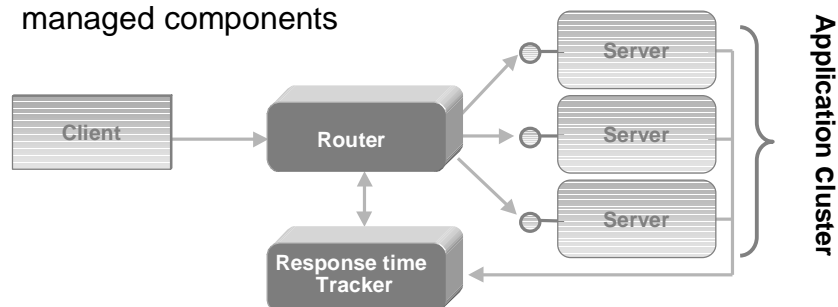 managed components
Client
Router
Response time
Tracker
Server
Server
Server
Application cluster